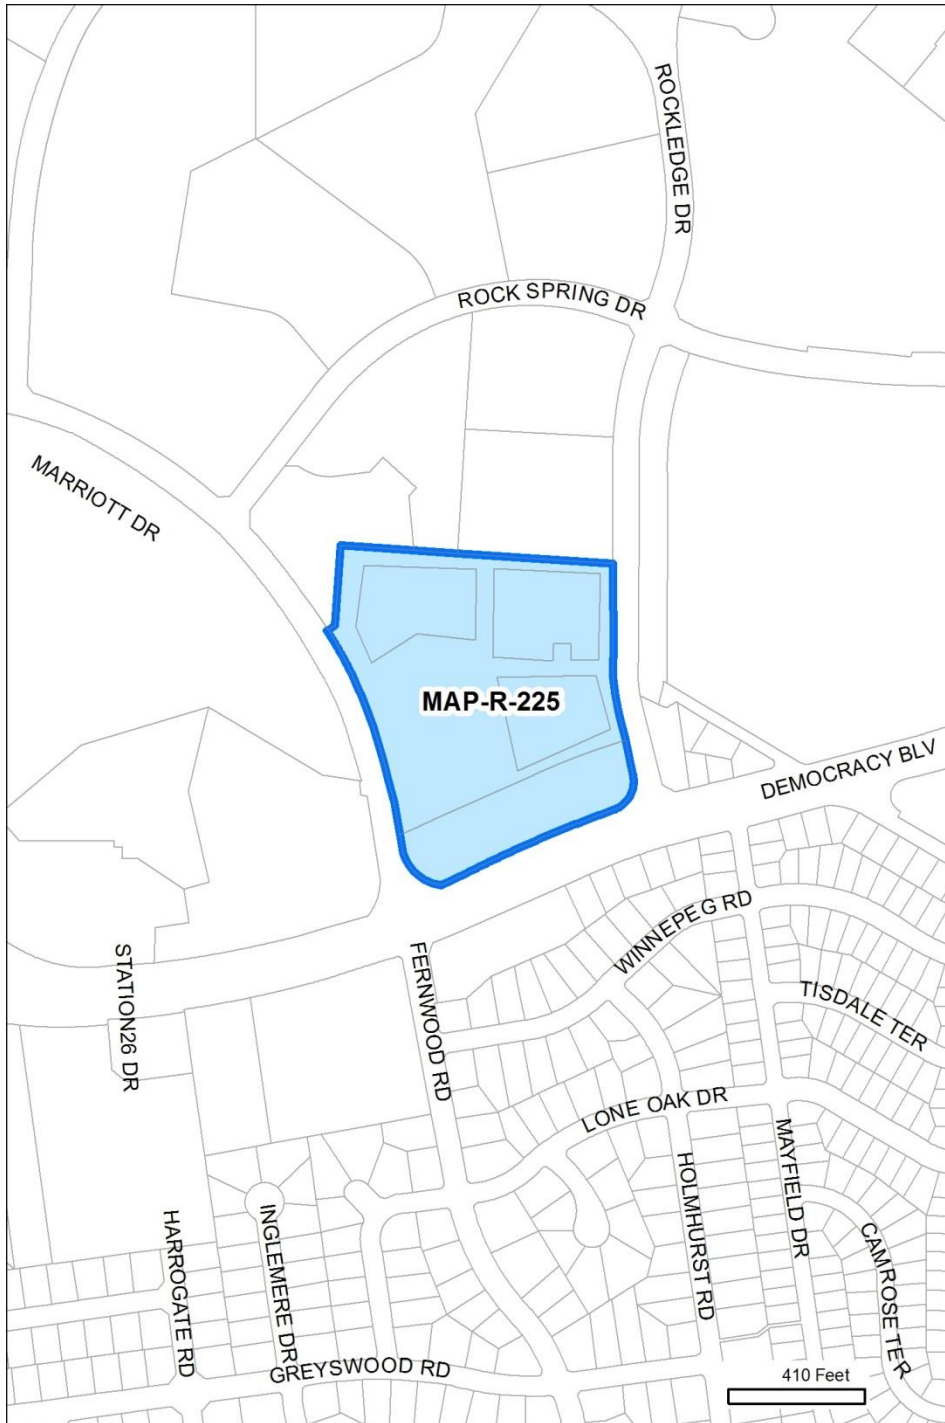 ROCKLEDGE DR
ROCK SPRING DR
MARRIOTT DR
MAP-R-225
DEMOCRACY BLV
WINNEPEG RD
STATION26 DR
FERNWOOD RD
TISDALE TER
LONE OAK DR
MAYFIELD DR
HOLMHURST RD
HARROGATE RD
INGLEMERE DR
CAMROSE TER
GREYSWOOD RD
410 Feet